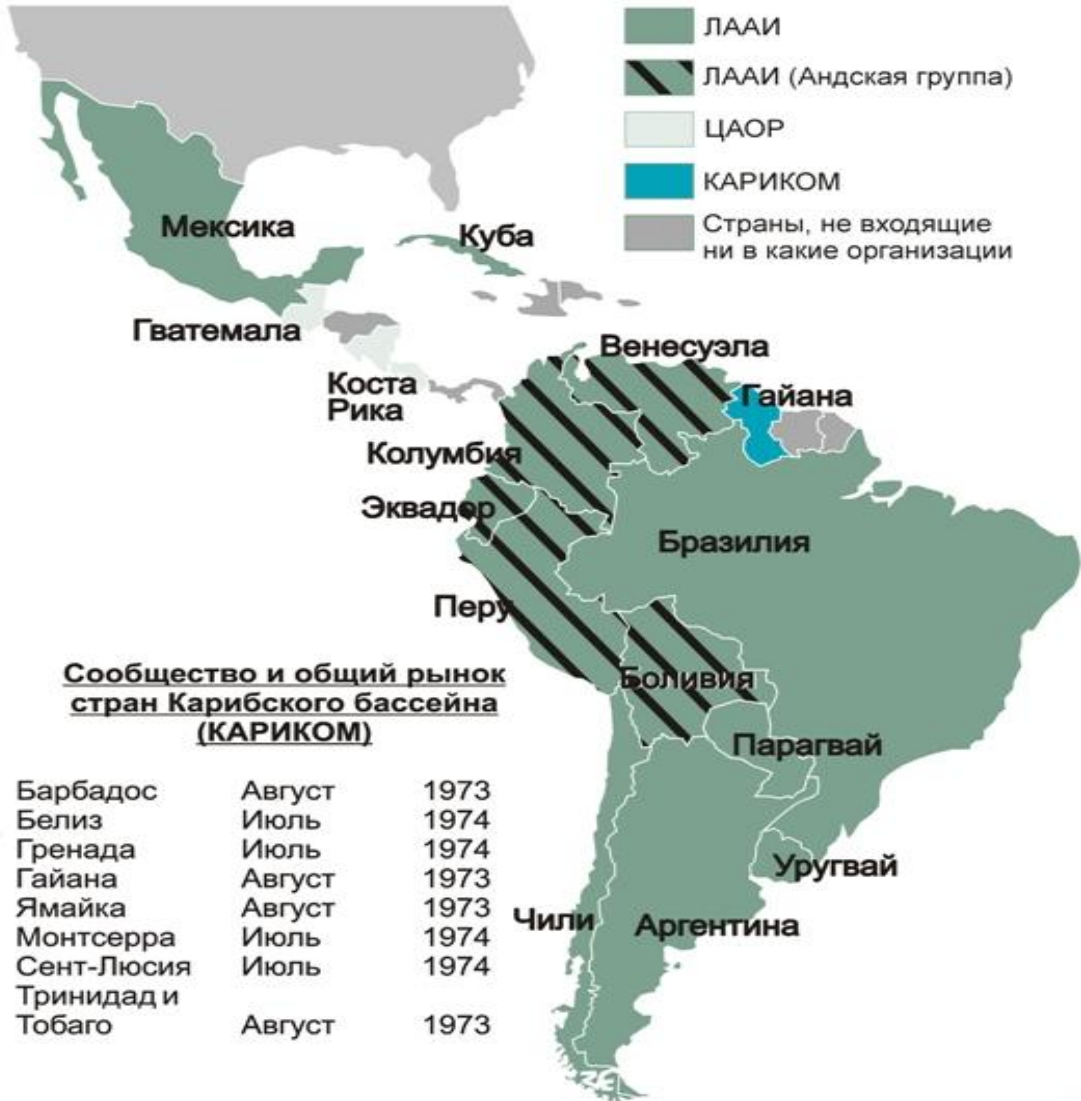 ЛААИ
ЛААИ (Андская группа)
ЦАОР
КАРИКОМ
Страны, не входящие
ни в какие организации
Мексика
Куба
Гватемала
Венесуэла
Коста
Рика
Гайана
Колумбия
Эквадор
Бразилия
Перу
Боливия
Парагвай
Уругвай
Чили
Аргентина
Сообщество и общий рынок
стран Карибского бассейна
(КАРИКОМ)
Барбадос Август 1973
Белиз Июль 1974
Гренада Июль 1974
Гайана Август 1973
Ямайка Август 1973
Монтсерра Июль 1974
Сент-Люсия Июль 1974
Тринидад и
Тобаго Август 1973